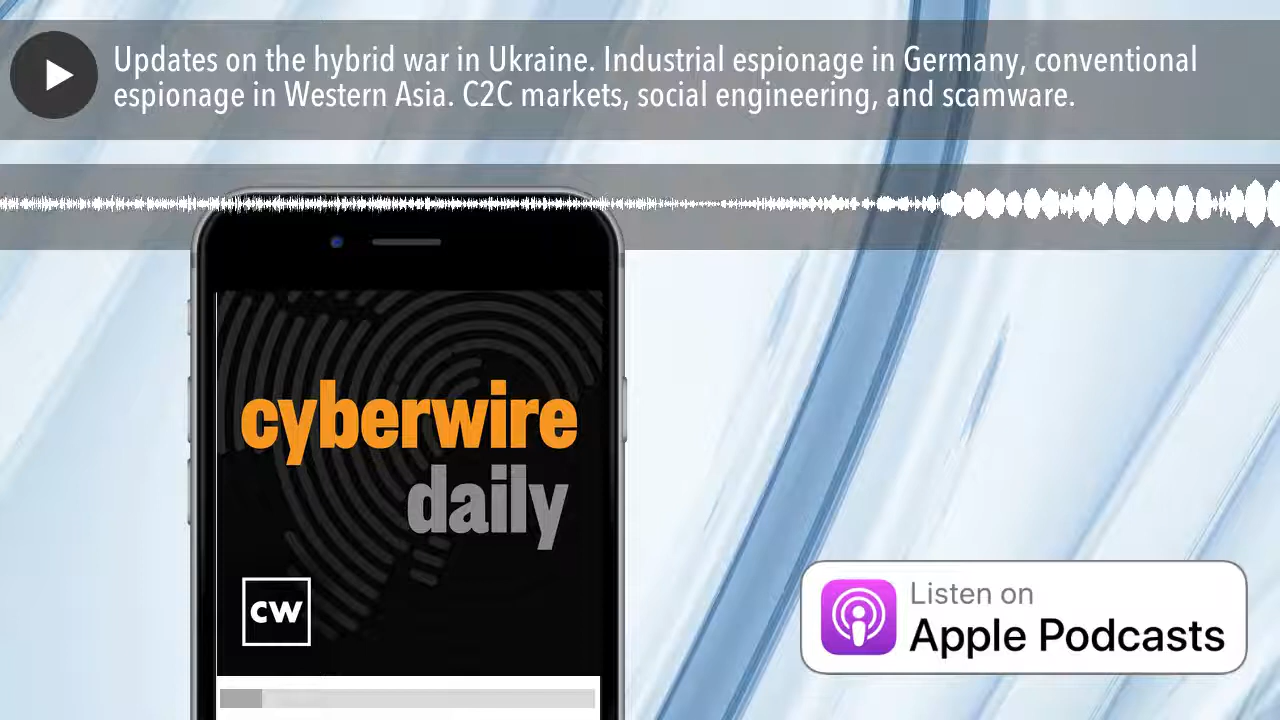 Updates on the hybrid war in Ukraine. Industrial espionage in Germany, conventional
espionage in Western Asia. C2C markets, social engineering, and scamware.
cyberwire
daily
CW
Listen on
Apple Podcasts